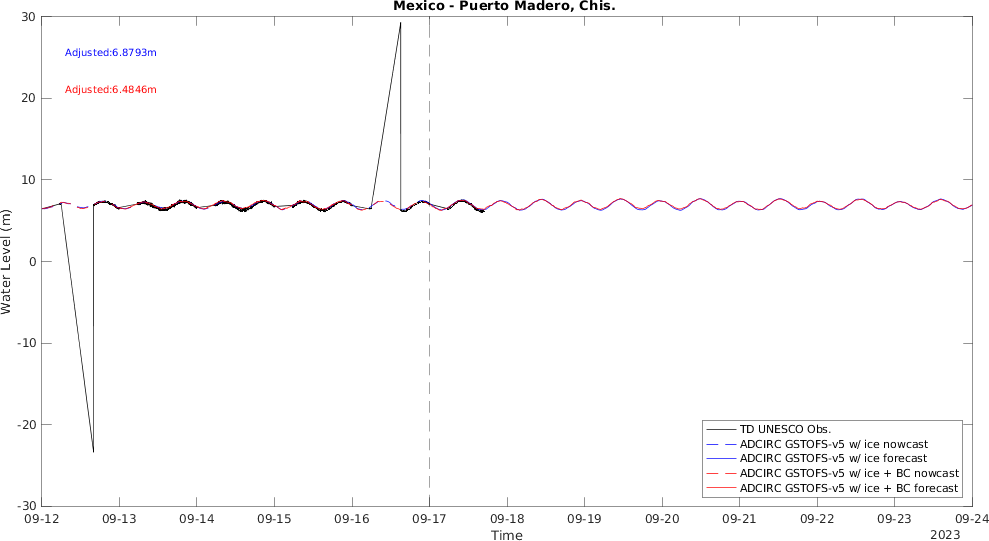 Mexico - Puerto Madero, Chis.
30
20
10
0
-10
-20
-30
Water Level (m)
Adjusted:6.8793m
Adjusted:6.4846m
TD UNESCO Obs.
ADCIRC GSTOFS-v5 w/ ice nowcast
ADCIRC GSTOFS-v5 w/ ice forecast
ADCIRC GSTOFS-v5 w/ ice + BC nowcast
ADCIRC GSTOFS-v5 w/ ice + BC forecast
09-12 09-13 09-14 09-15 09-16 09-17 09-18 09-19 09-20 09-21 09-22 09-23 09-24
Time
2023